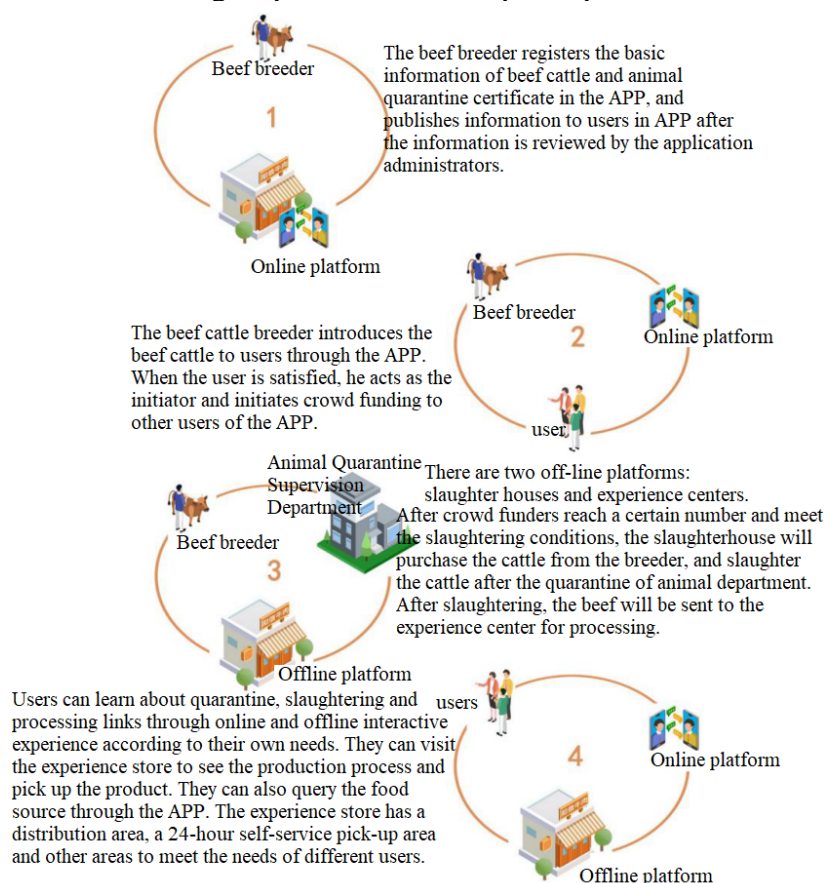 Beef breeder
1
The beef breeder registers the basic
information of beef cattle and animal
quarantine certificate in the APP, and
publishes information to users in APP after
the information is reviewed by the application
administrators.
Online platform
Beef breeder
2
Online platform
user
The beef cattle breeder introduces the
beef cattle to users through the APP.
When the user is satisfied, he acts as the
initiator and initiates crowd funding to
other users of the APP.
Animal Quarantine
Supervision
Department
Beef breeder
3
Offline platform
There are two off-line platforms:
slaughter houses and experience centers.
After crowd funders reach a certain number and meet
the slaughtering conditions, the slaughterhouse will
purchase the cattle from the breeder, and slaughter
the cattle after the quarantine of animal department.
After slaughtering, the beef will be sent to the
experience center for processing.
Users can learn about quarantine, slaughtering and
processing links through online and offline interactive
experience according to their own needs. They can visit
the experience store to see the production process and
pick up the product. They can also query the food
source through the APP. The experience store has a
distribution area, a 24-hour self-service pick-up area
and other areas to meet the needs of different users.
users
4
Online platform
Offline platform